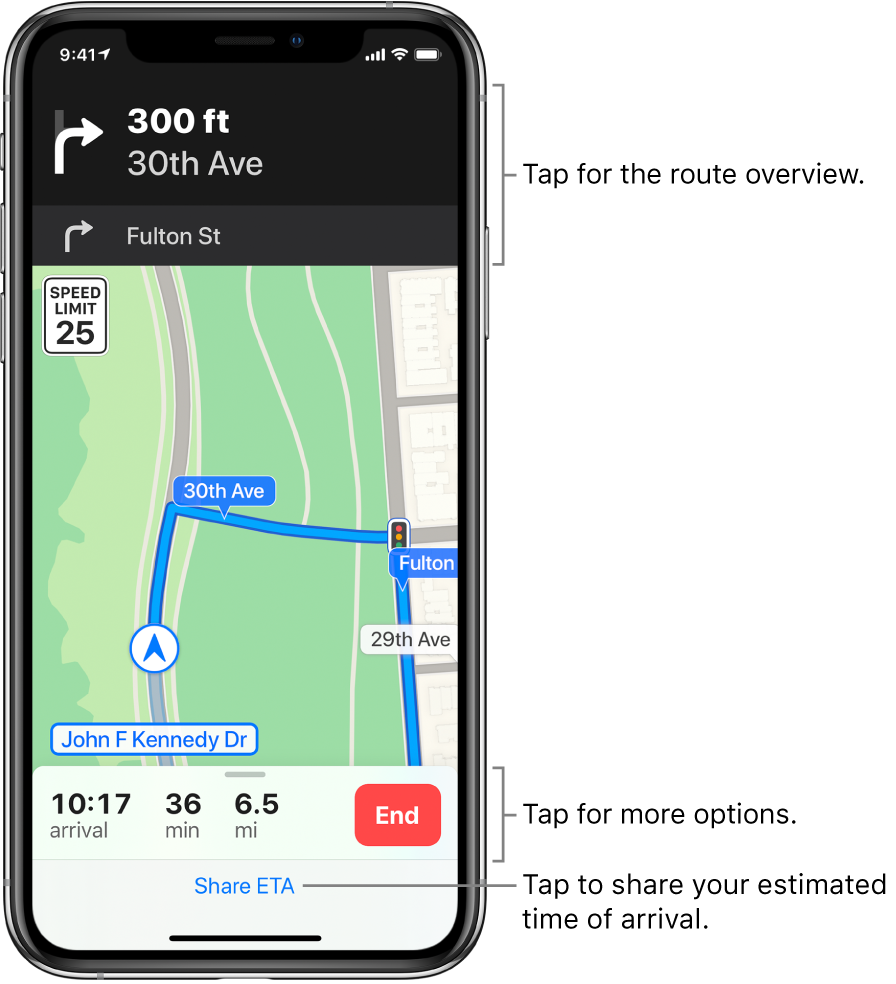 9:41
300 ft
30th Ave
Tap for the route overview.
Fulton St
SPEED
LIMIT
25
30th Ave
Fulton
29th Ave
John F Kennedy Dr
10:17 36 6.5
arrival min mi
End
Tap for more options.
Share ETA
Tap to share your estimated
time of arrival.